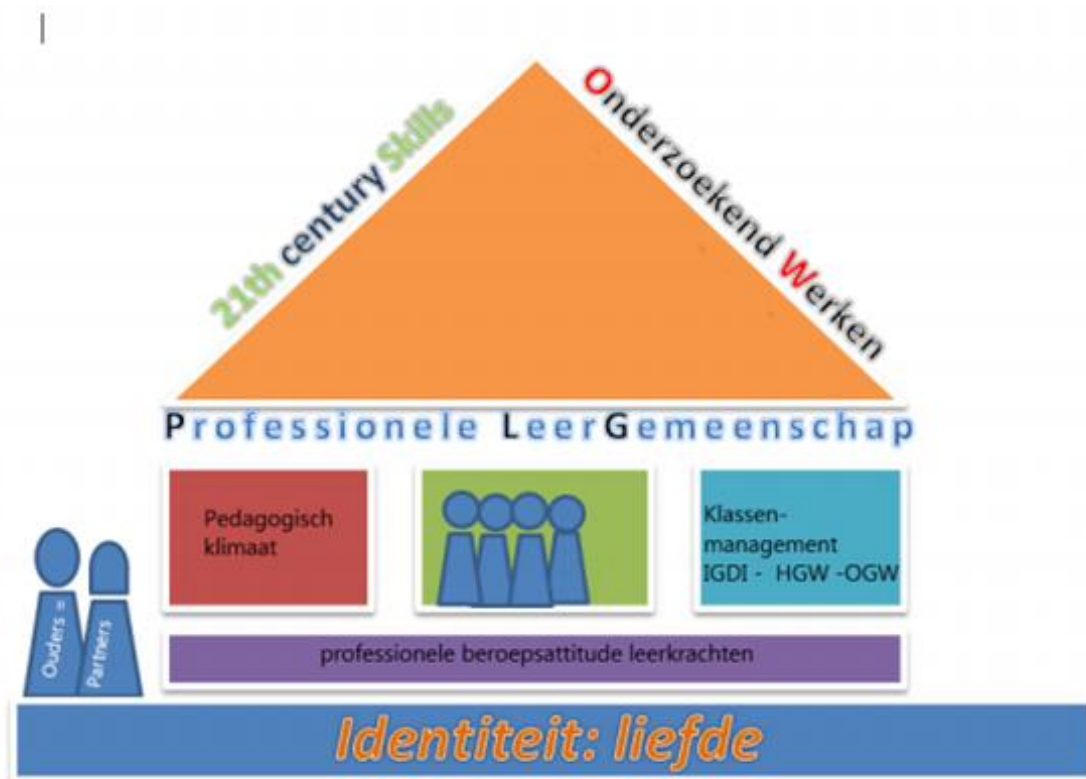 21th century Skills
Onderzoekend Werken
Professionele LeerGemeenschap
Pedagogisch
klimaat
Klassen-
management
IGDI - HGW -OGW
Ouders =
Partners
professionele beroepsattitude leerkrachten
Identiteit: liefde